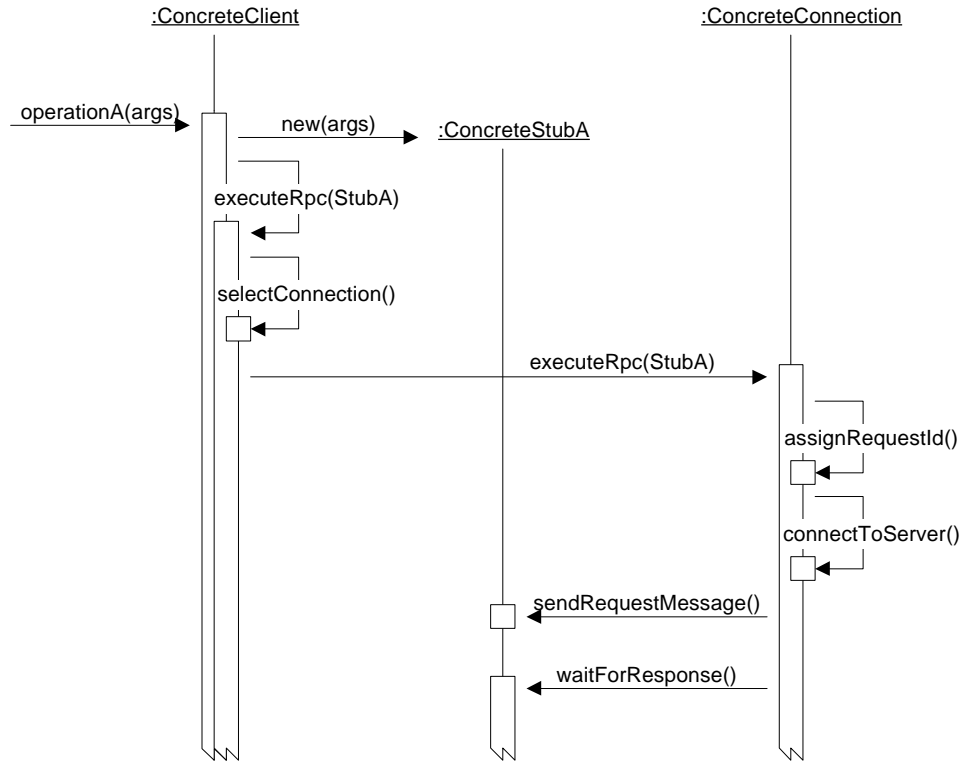 :ConcreteClient
:ConcreteConnection
operationA(args)
new(args)
:ConcreteStubA
executeRpc(StubA)
selectConnection()
executeRpc(StubA)
assignRequestId()
connectToServer()
sendRequestMessage()
waitForResponse()